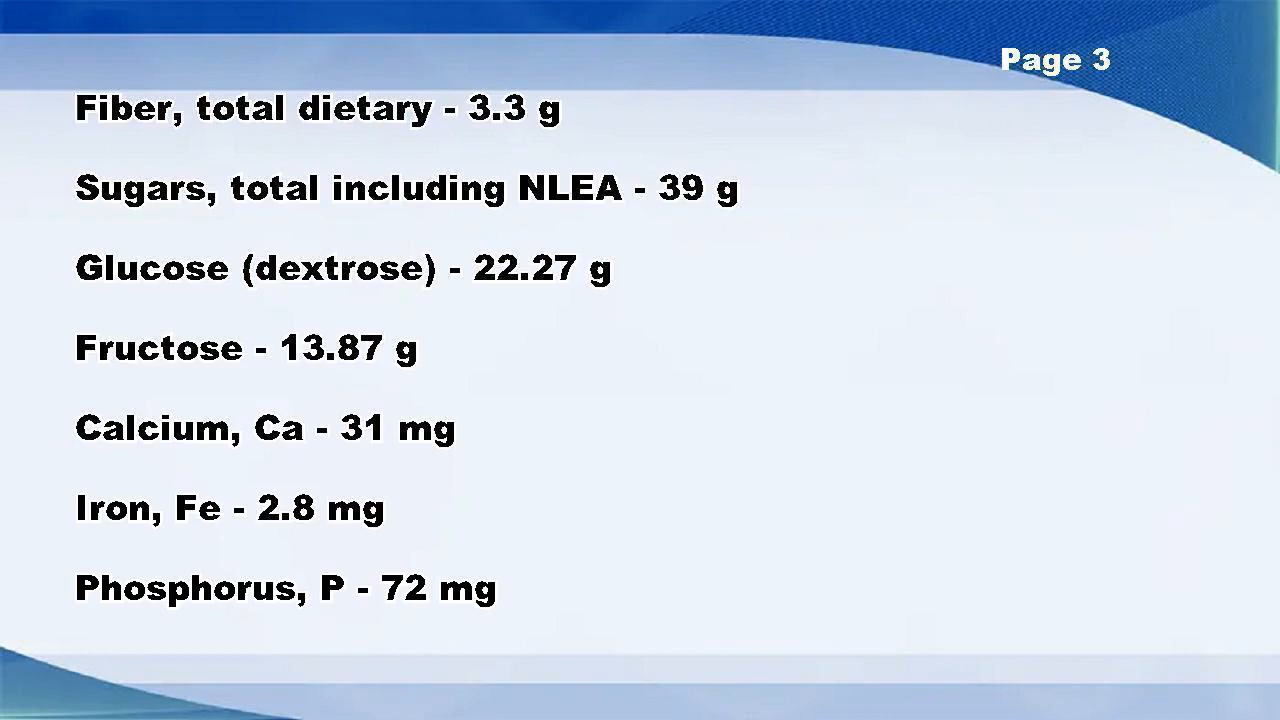 Page 3
Fiber, total dietary - 3.3 g
Sugars, total including NLEA - 39 g
Glucose (dextrose) - 22.27 g
Fructose - 13.87 g
Calcium, Ca - 31 mg
Iron, Fe - 2.8 mg
Phosphorus, P - 72 mg